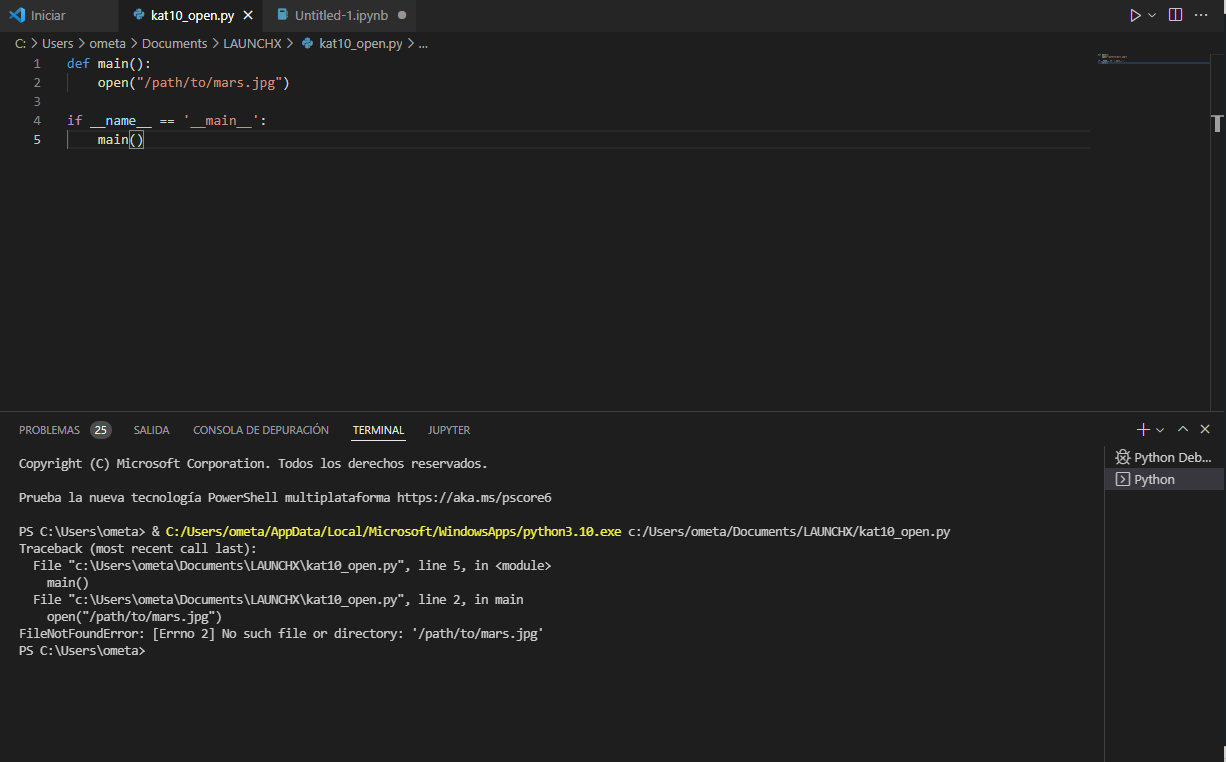 Iniciar
kat10_open.py
Untitled-1.ipynb
C: > Users > ometa > Documents > LAUNCHX > kat10_open.py > ...
1 def main():
2     open("/path/to/mars.jpg")
3
4 if __name__ == '__main__':
5     main()
PROBLEMAS 25 SALIDA CONSOLA DE DEPURACIÓN TERMINAL JUPYTER
Copyright (C) Microsoft Corporation. Todos los derechos reservados.
Prueba la nueva tecnología PowerShell multiplataforma https://aka.ms/pscore6
PS C:\Users\ometa> & C:/Users/ometa/AppData/Local/Microsoft/WindowsApps/python3.10.exe c:/Users/ometa/Documents/LAUNCHX/kat10_open.py
Traceback (most recent call last):
  File "c:\Users\ometa\Documents\LAUNCHX\kat10_open.py", line 5, in <module>
    main()
  File "c:\Users\ometa\Documents\LAUNCHX\kat10_open.py", line 2, in main
    open("/path/to/mars.jpg")
FileNotFoundError: [Errno 2] No such file or directory: '/path/to/mars.jpg'
PS C:\Users\ometa>
Python Deb...
Python